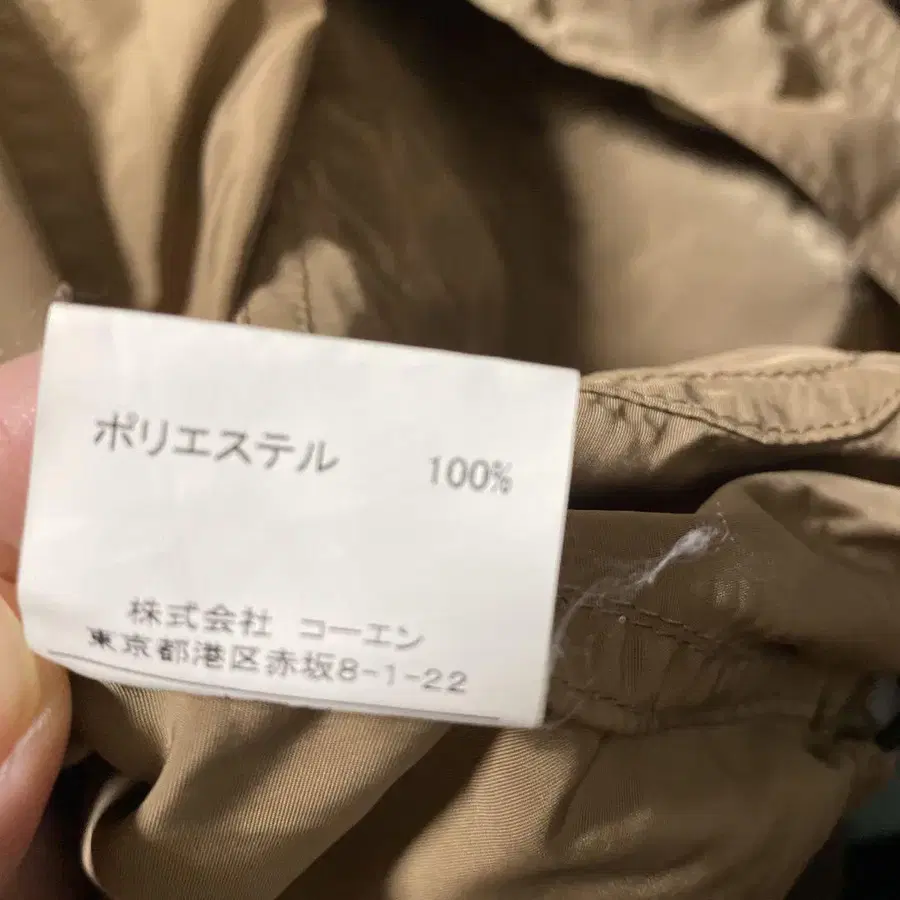 ポリエステル 100%
株式会社 コーエン
東京都港区赤坂8-1-22